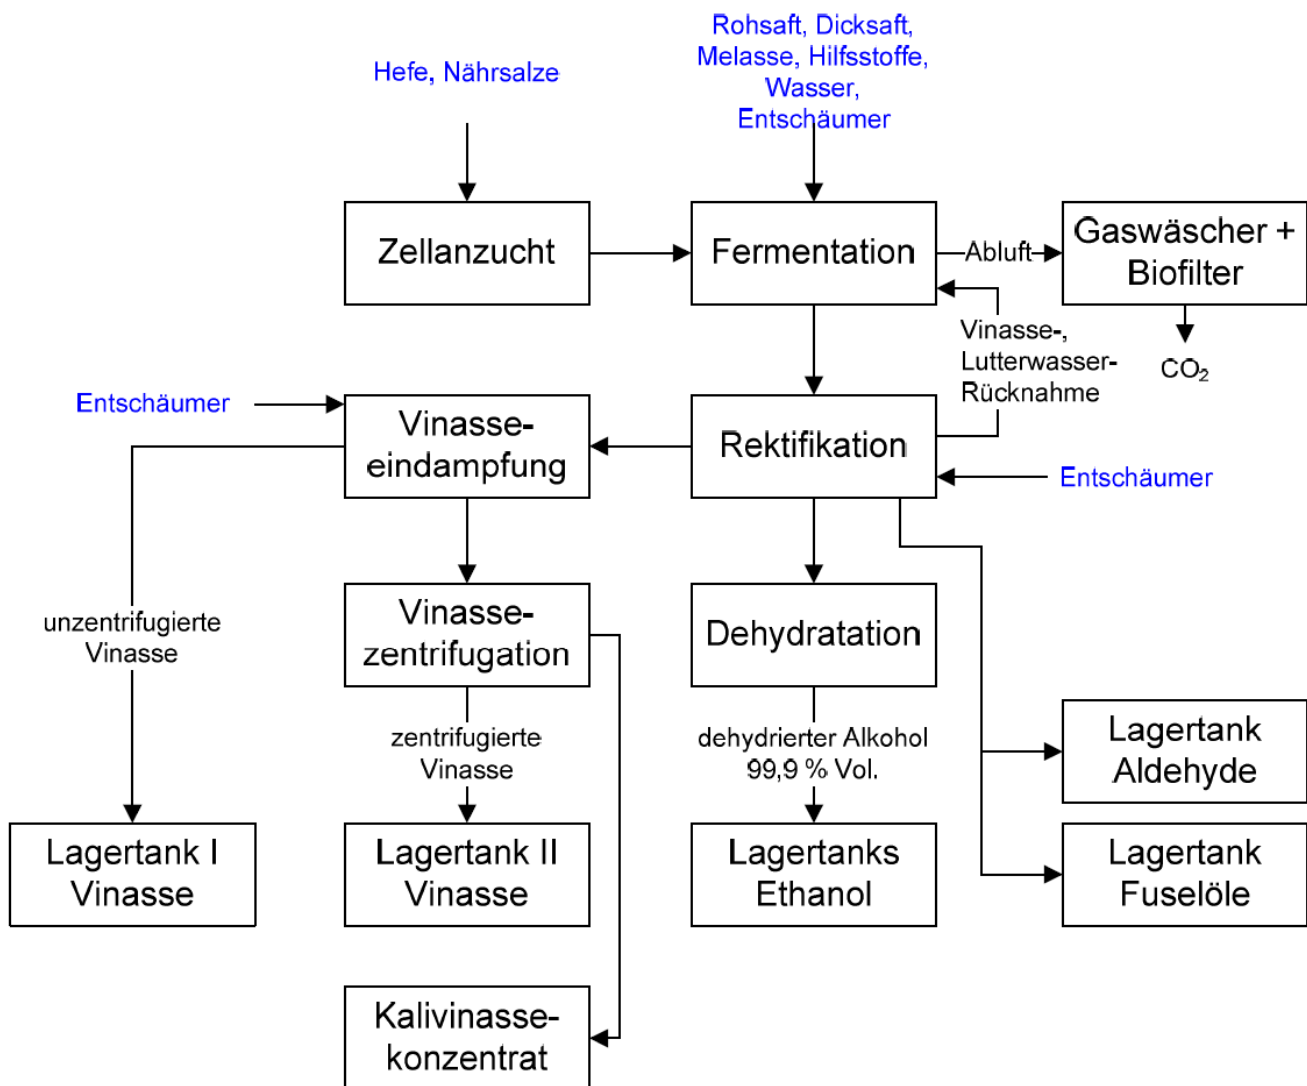 Rohsaft, Dicksaft,
Melasse, Hilfsstoffe,
Wasser,
Entschäumer
Hefe, Nährsalze
Zellanzucht
Fermentation
Abluft
Gaswäscher +
Biofilter
Vinasse-,
Lutterwasser-
Rücknahme
CO₂
Entschäumer
Vinasse-
eindampfung
Rektifikation
Entschäumer
unzentrifugierte
Vinasse
Vinasse-
zentrifugation
Dehydratation
zentrifugierte
Vinasse
dehydrierter Alkohol
99,9 % Vol.
Lagertank
Aldehyde
Lagertank I
Vinasse
Lagertank II
Vinasse
Lagertanks
Ethanol
Lagertank
Fuselöle
Kalivinasse-
konzentrat